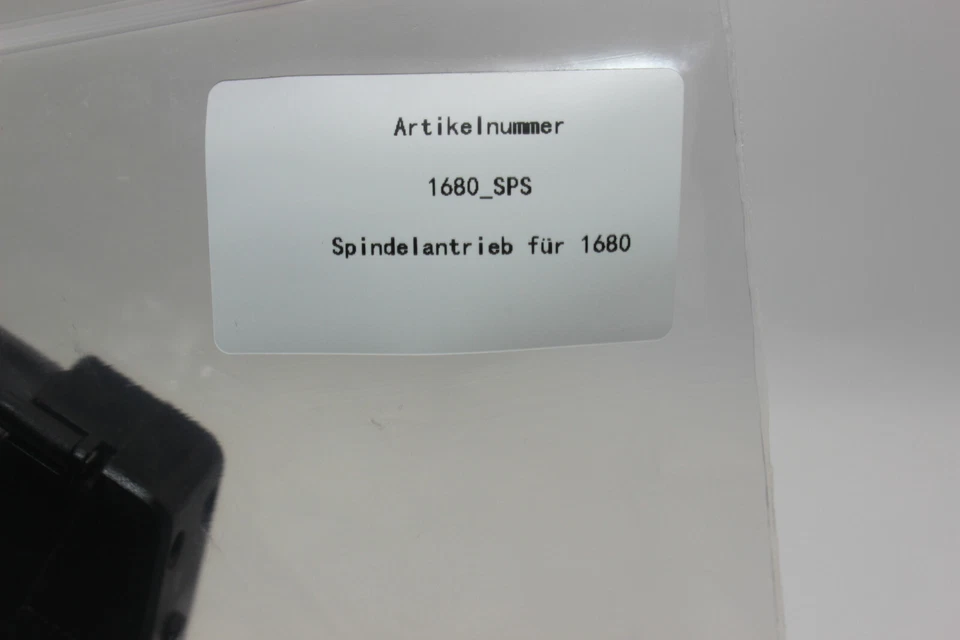 Artikelnummer
1680_SPS
Spindelantrieb für 1680